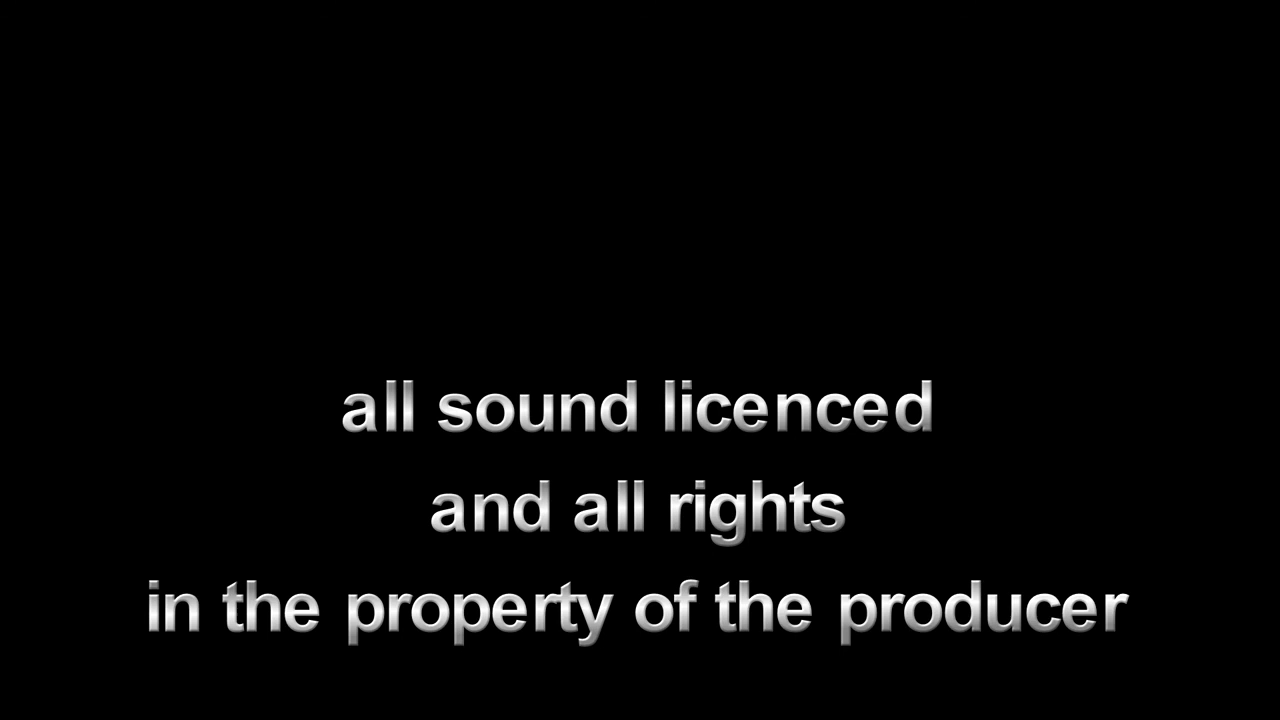 all sound licenced
and all rights
in the property of the producer